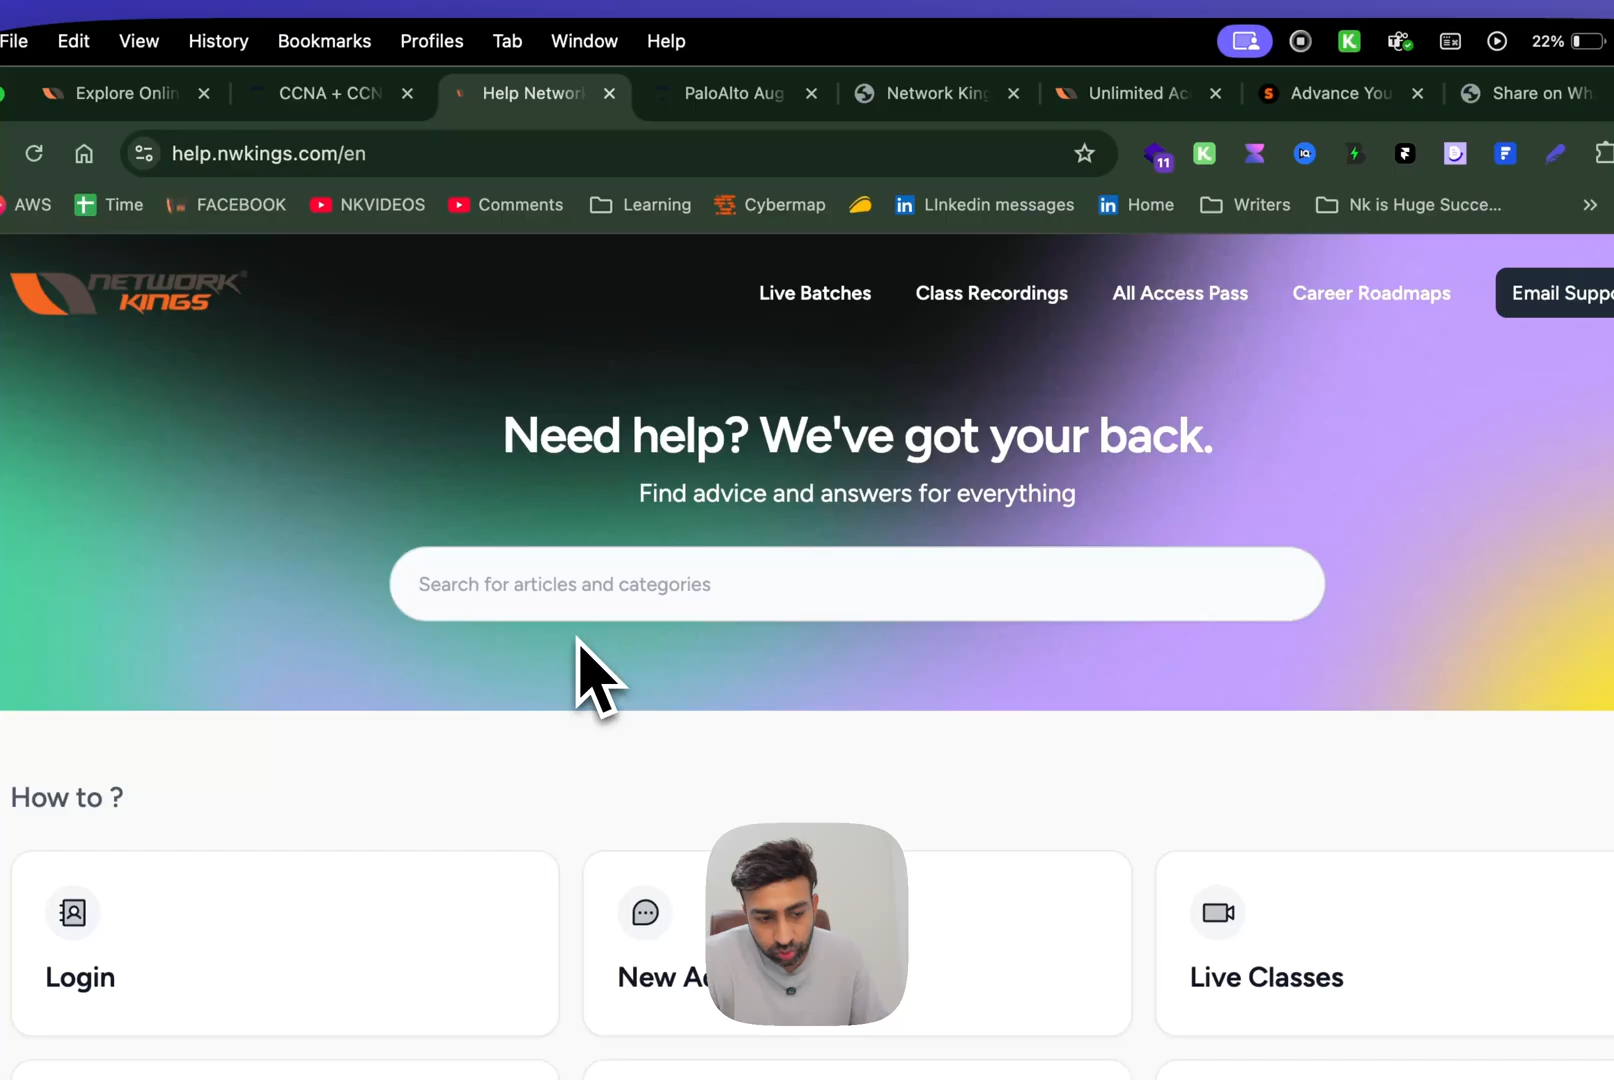 File Edit View History Bookmarks Profiles Tab Window Help 22%
Explore Onlin CCNA + CCN Help Networ PaloAlto Aug Network King Unlimited Ac Advance You Share on Wh
help.nwkings.com/en 11
AWS Time FACEBOOK NKVIDEOS Comments Learning Cybermap LInkedin messages Home Writers Nk is Huge Succe...
NETWORK KINGS
Live Batches Class Recordings All Access Pass Career Roadmaps Email Suppo
Need help? We've got your back.
Find advice and answers for everything
Search for articles and categories
How to ?
Login New Ac Live Classes